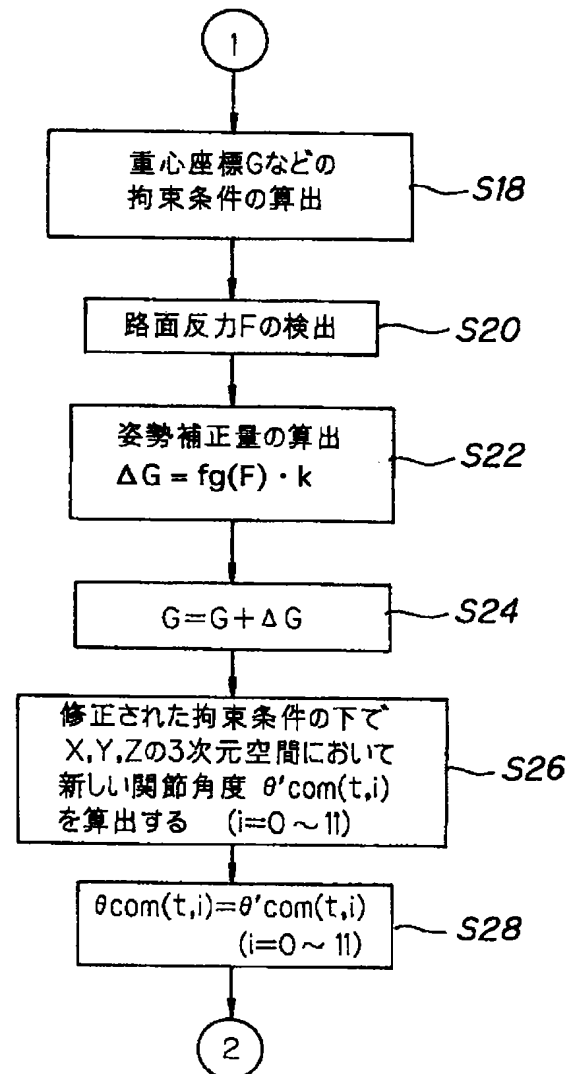 1
重心座標Gなどの
拘束条件の算出
S18
路面反力Fの検出
S20
姿勢補正量の算出
ΔG = fg(F)・k
S22
G=G+ΔG
S24
修正された拘束条件の下で
X,Y,Zの3次元空間において
新しい関節角度 θ'com(t,i)
を算出する (i=0～11)
S26
θcom(t,i)=θ'com(t,i)
(i=0～11)
S28
2